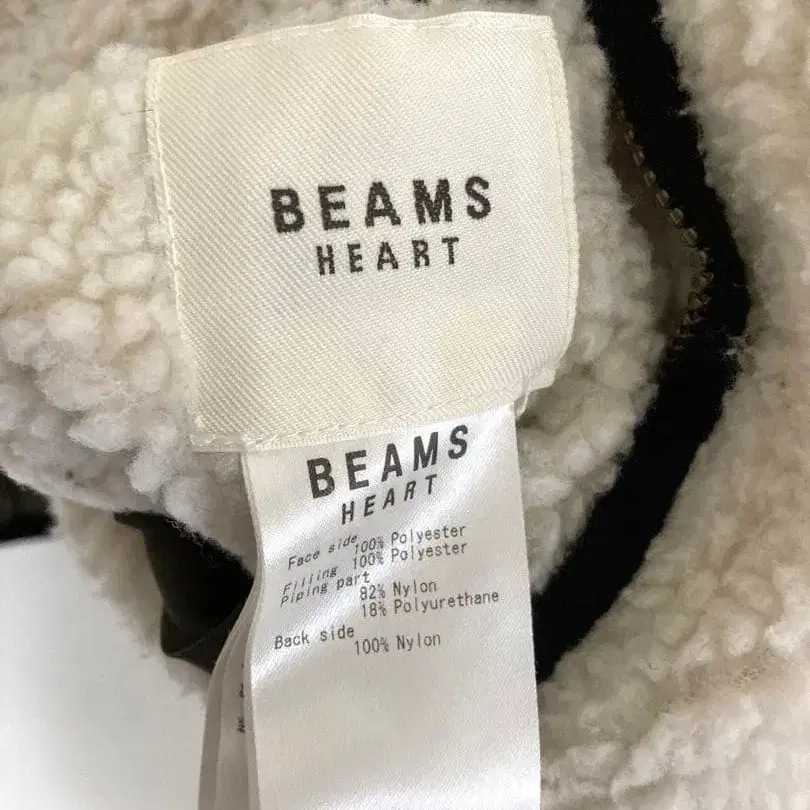 BEAMS
HEART
BEAMS
HEART
Face side 100% Polyester
Filling 100% Polyester
Piping part
82% Nylon
18% Polyurethane
Back side
100% Nylon